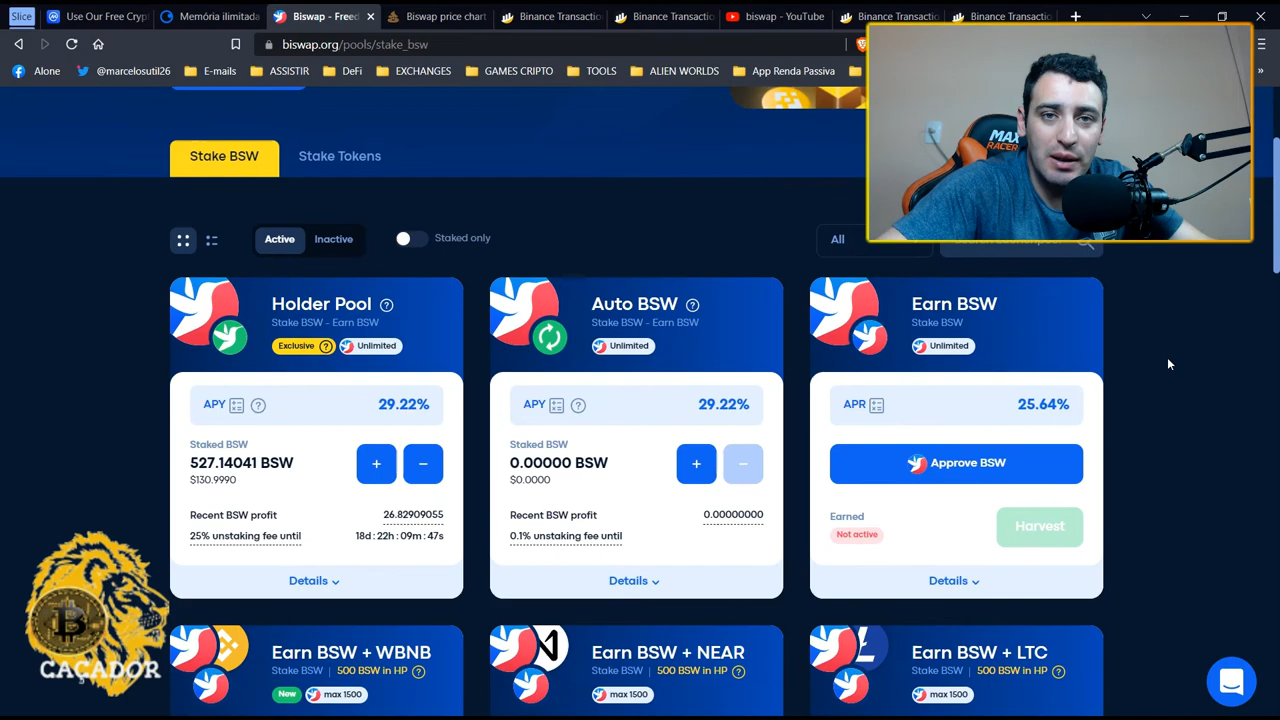 Slice
Use Our Free Cryp
Memória ilimitada
Biswap - Freed
Biswap price chart
Binance Transactio
Binance Transactio
biswap - YouTube
Binance Transactio
Binance Transactio
biswap.org/pools/stake_bsw
Alone
@marcelosutil26
E-mails
ASSISTIR
DeFi
EXCHANGES
GAMES CRIPTO
TOOLS
ALIEN WORLDS
App Renda Passiva
»
MAX
RACER
Stake BSW
Stake Tokens
Active
Inactive
Staked only
All
Holder Pool ?
Stake BSW - Earn BSW
Exclusive ? Unlimited
APY ? 29.22%
Staked BSW
527.14041 BSW
$130.9990
+ −
Recent BSW profit 26.82909055
25% unstaking fee until 18d : 22h : 09m : 47s
Details
Auto BSW ?
Stake BSW - Earn BSW
Unlimited
APY ? 29.22%
Staked BSW
0.00000 BSW
$0.0000
+ −
Recent BSW profit 0.00000000
0.1% unstaking fee until
Details
Earn BSW
Stake BSW
Unlimited
APR 25.64%
Approve BSW
Earned
Not active
Harvest
Details
Earn BSW + WBNB
Stake BSW | 500 BSW in HP ?
New max 1500
Earn BSW + NEAR
Stake BSW | 500 BSW in HP ?
max 1500
Earn BSW + LTC
Stake BSW | 500 BSW in HP ?
max 1500
CAÇADOR